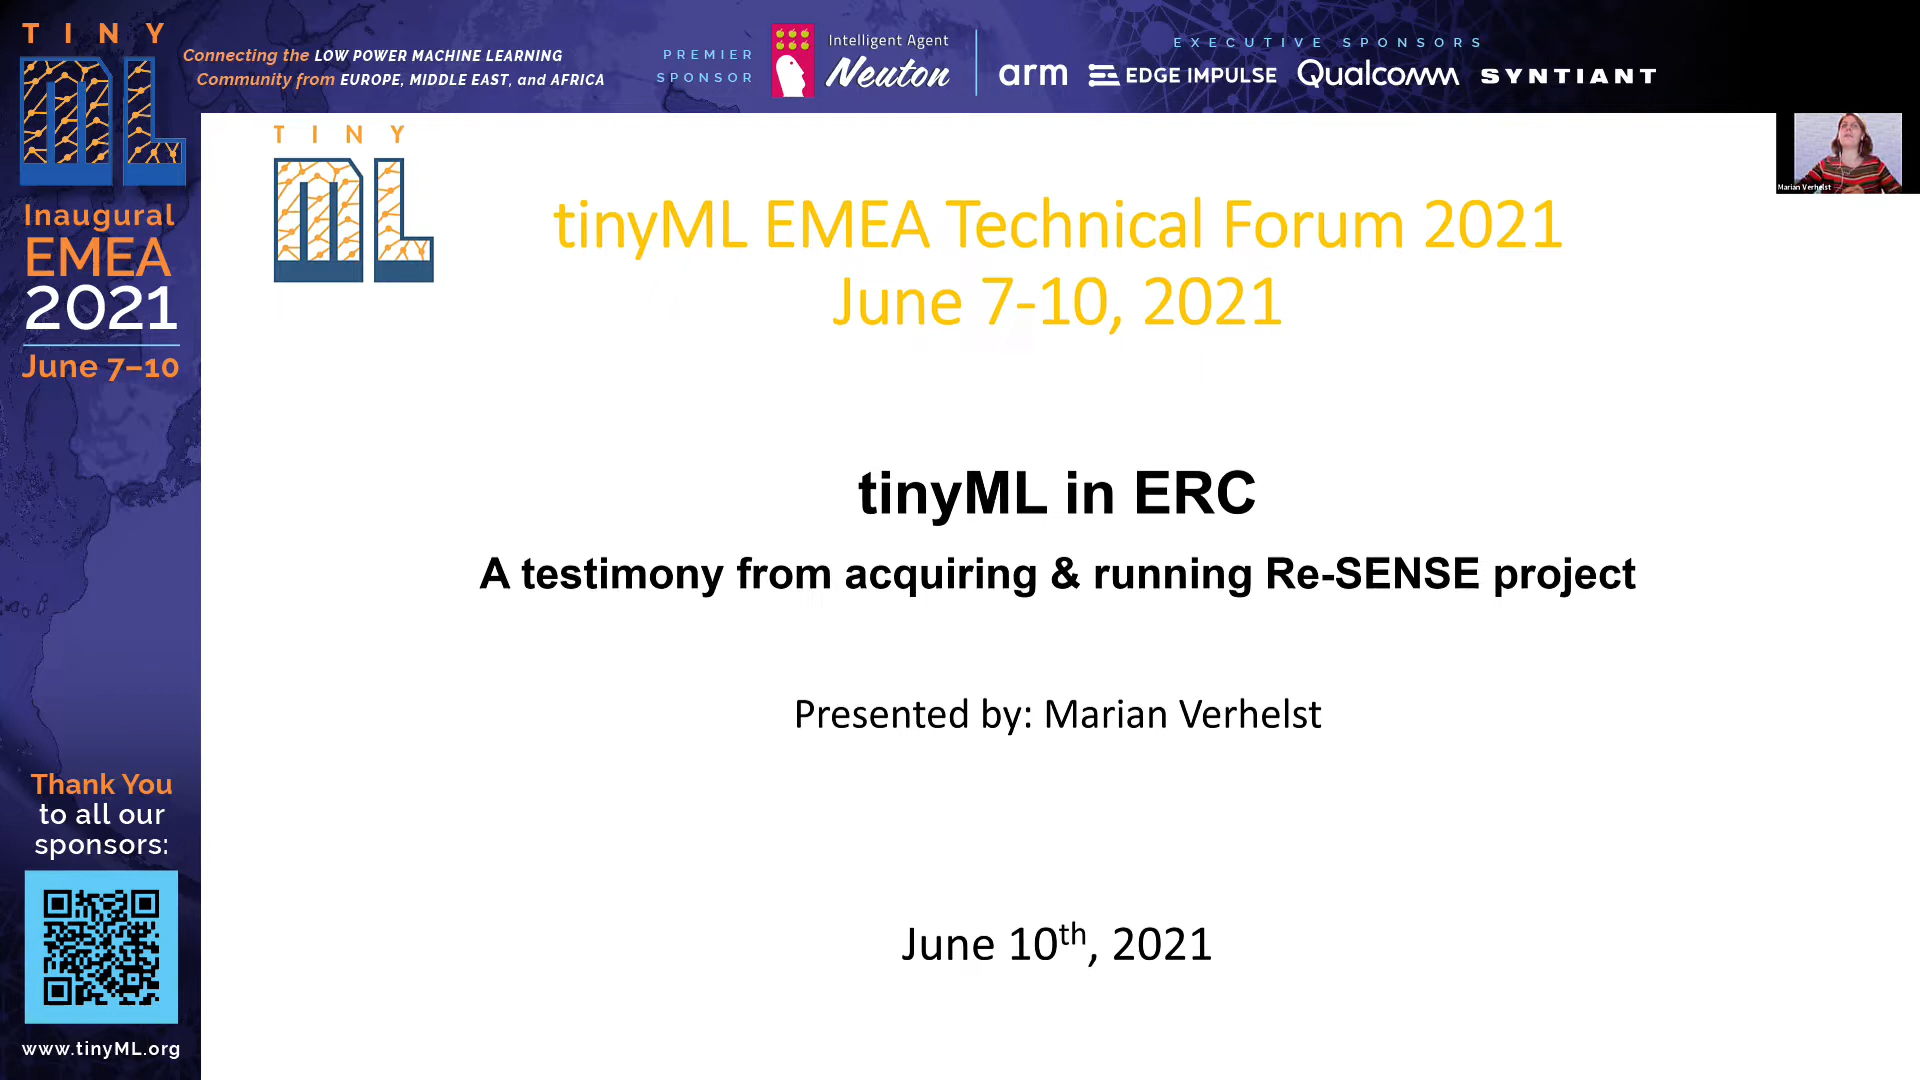 TINY
ML
Connecting the LOW POWER MACHINE LEARNING
Community from EUROPE, MIDDLE EAST, and AFRICA
PREMIER
SPONSOR
Intelligent Agent
Neuton
EXECUTIVE SPONSORS
arm
EDGE IMPULSE
Qualcomm
SYNTIANT
Inaugural
EMEA
2021
June 7–10
Thank You
to all our
sponsors:
www.tinyML.org
TINY
ML
tinyML EMEA Technical Forum 2021
June 7-10, 2021
tinyML in ERC
A testimony from acquiring & running Re-SENSE project
Presented by: Marian Verhelst
June 10th, 2021
Marian Verhelst